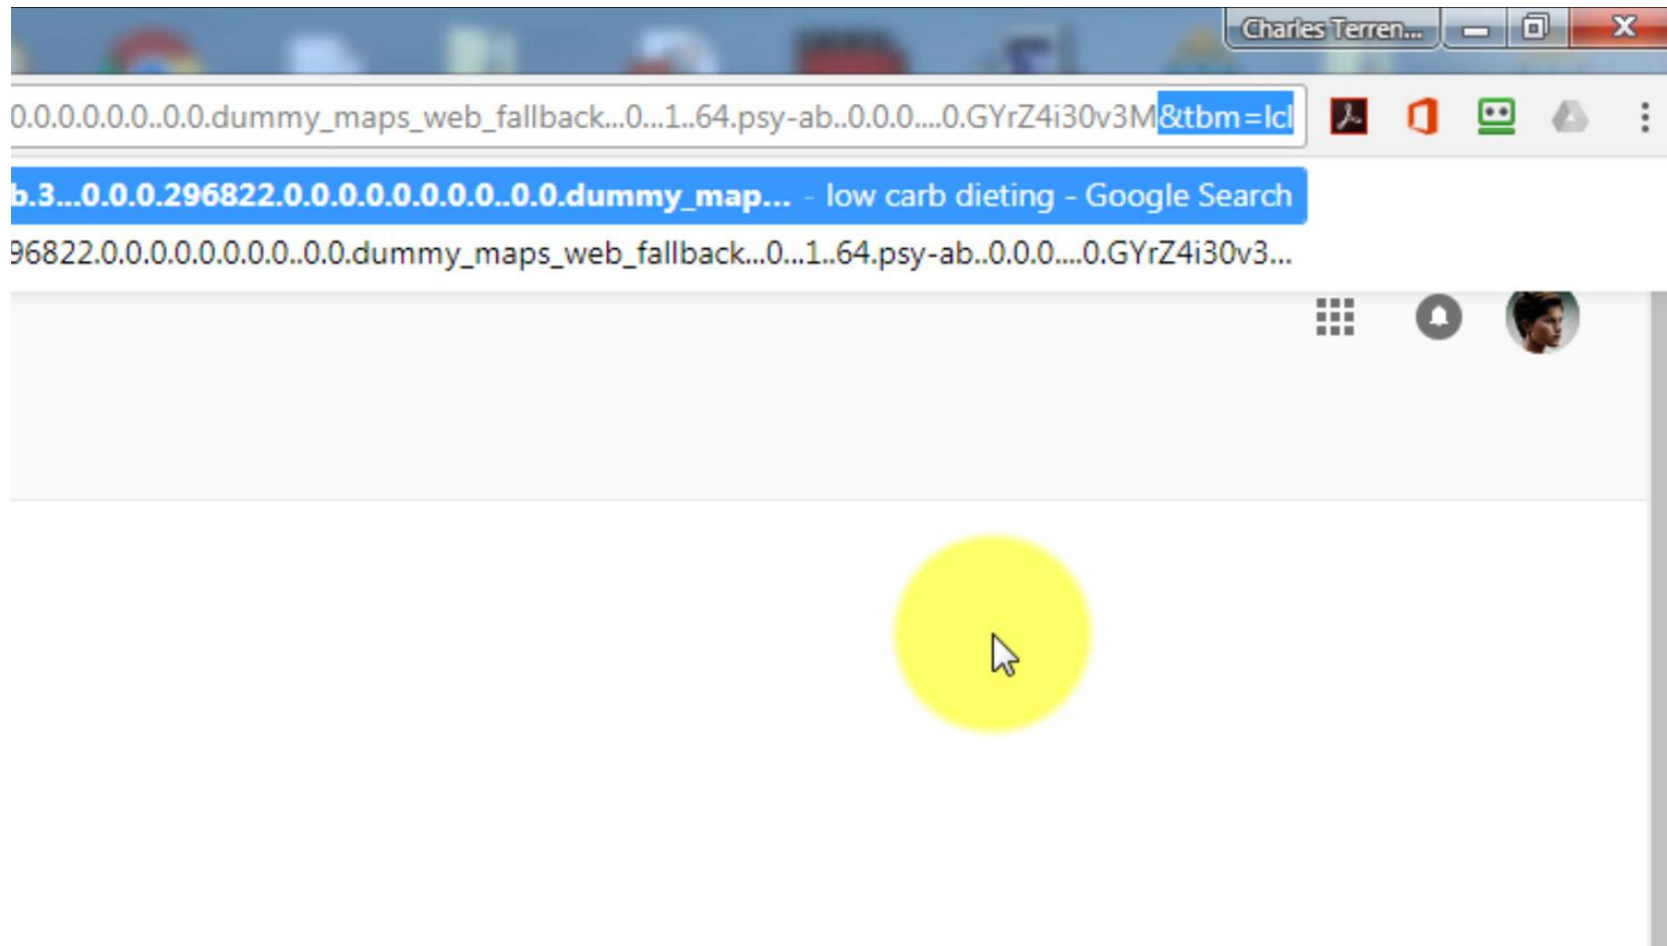 Charles Terren...
0.0.0.0.0.0..0.0.dummy_maps_web_fallback...0...1..64.psy-ab..0.0.0....0.GYrZ4i30v3M&tbm=lcl
b.3...0.0.0.296822.0.0.0.0.0.0.0.0..0.0.dummy_map... - low carb dieting - Google Search
96822.0.0.0.0.0.0.0.0..0.0.dummy_maps_web_fallback...0...1..64.psy-ab..0.0.0....0.GYrZ4i30v3...